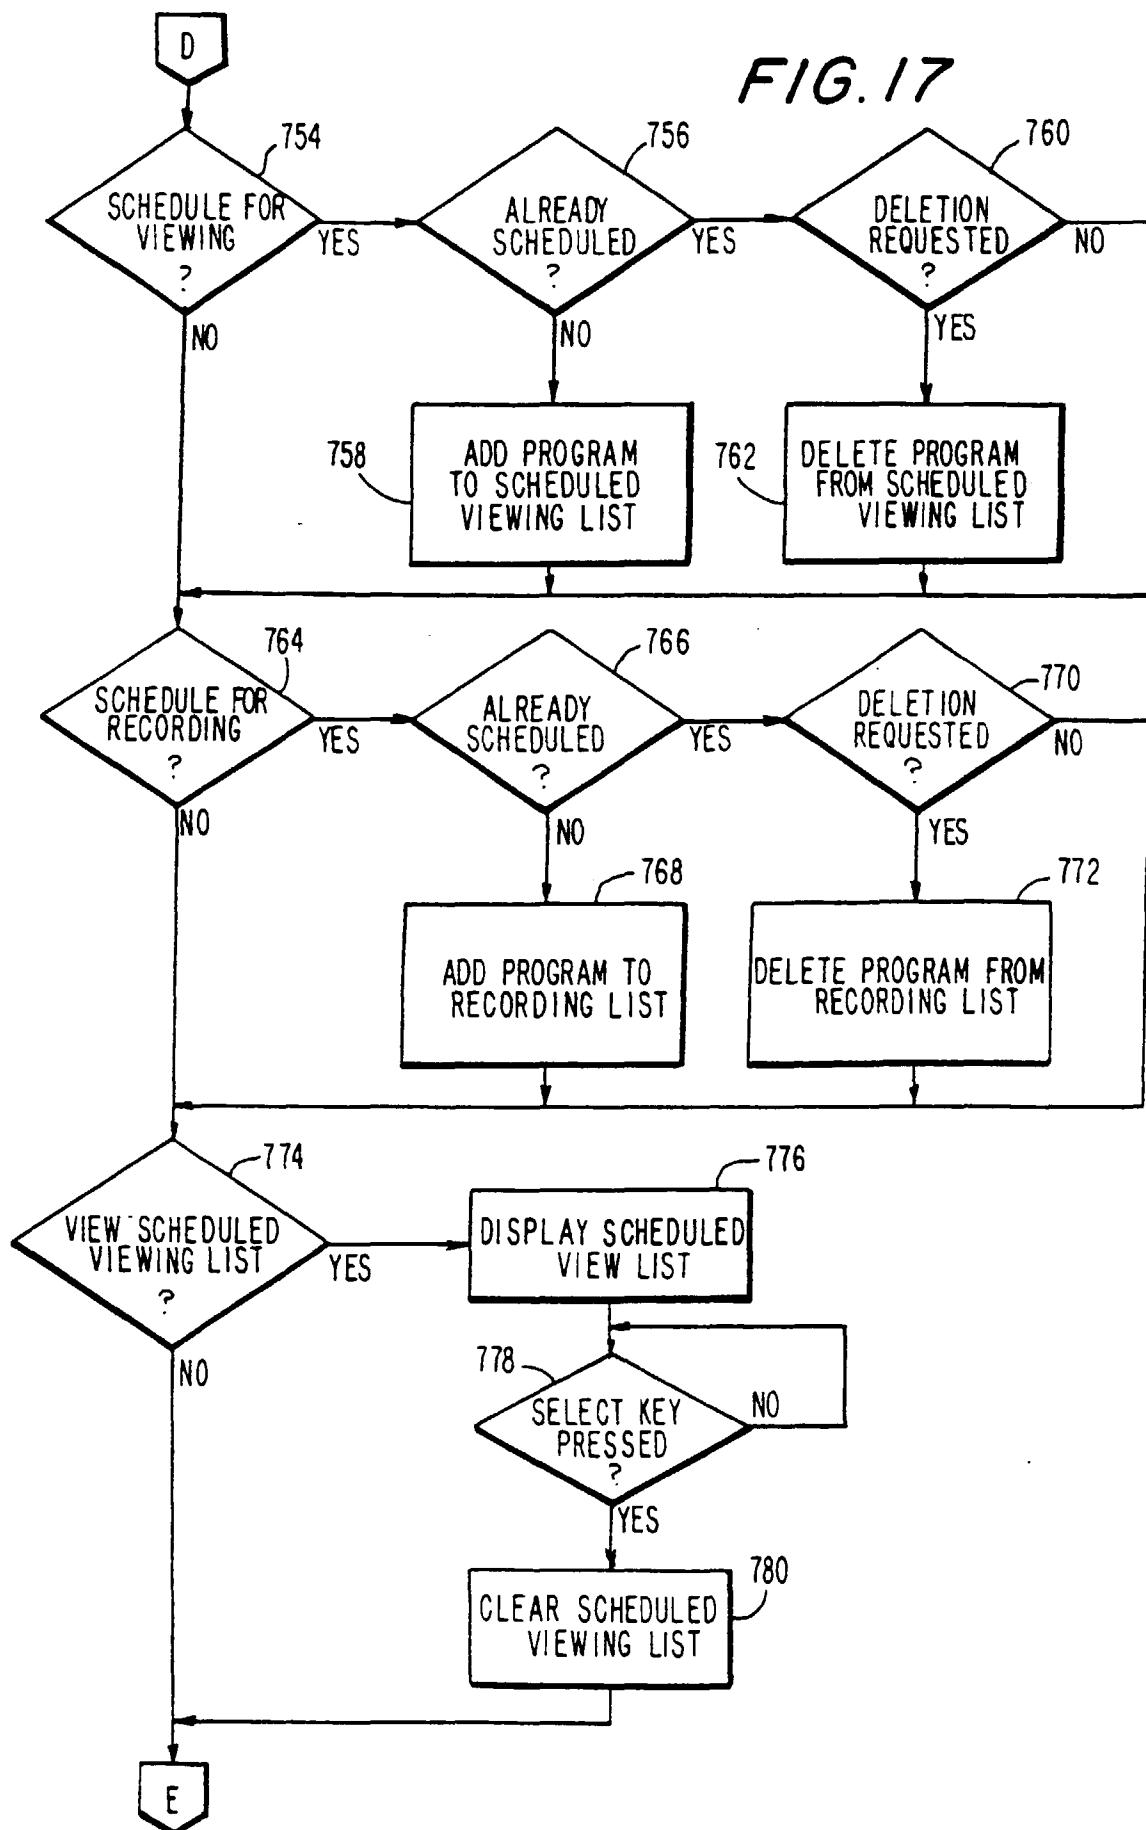 D
FIG. 17
754
756
760
SCHEDULE FOR
VIEWING
?
YES
NO
ALREADY
SCHEDULED
?
YES
NO
DELETION
REQUESTED
?
NO
YES
758
ADD PROGRAM
TO SCHEDULED
VIEWING LIST
762
DELETE PROGRAM
FROM SCHEDULED
VIEWING LIST
764
766
770
SCHEDULE FOR
RECORDING
?
YES
NO
ALREADY
SCHEDULED
?
YES
NO
DELETION
REQUESTED
?
NO
YES
768
ADD PROGRAM TO
RECORDING LIST
772
DELETE PROGRAM FROM
RECORDING LIST
774
VIEW SCHEDULED
VIEWING LIST
?
YES
NO
776
DISPLAY SCHEDULED
VIEW LIST
778
SELECT KEY
PRESSED
?
NO
YES
780
CLEAR SCHEDULED
VIEWING LIST
E